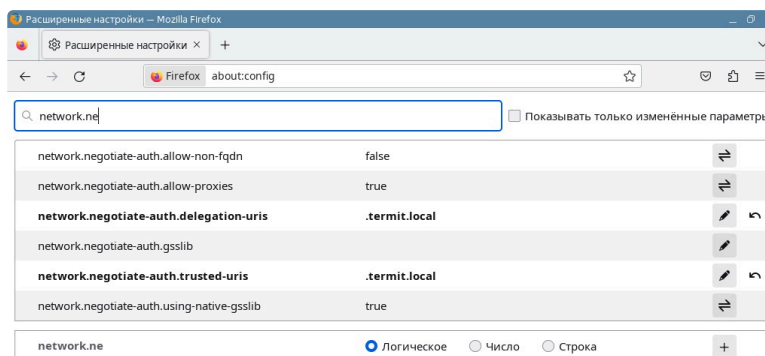 Расширенные настройки — Mozilla Firefox
Расширенные настройки
Firefox about:config
network.ne
Показывать только изменённые параметры
network.negotiate-auth.allow-non-fqdn false
network.negotiate-auth.allow-proxies true
network.negotiate-auth.delegation-uris .termit.local
network.negotiate-auth.gsslib
network.negotiate-auth.trusted-uris .termit.local
network.negotiate-auth.using-native-gsslib true
network.ne Логическое Число Строка